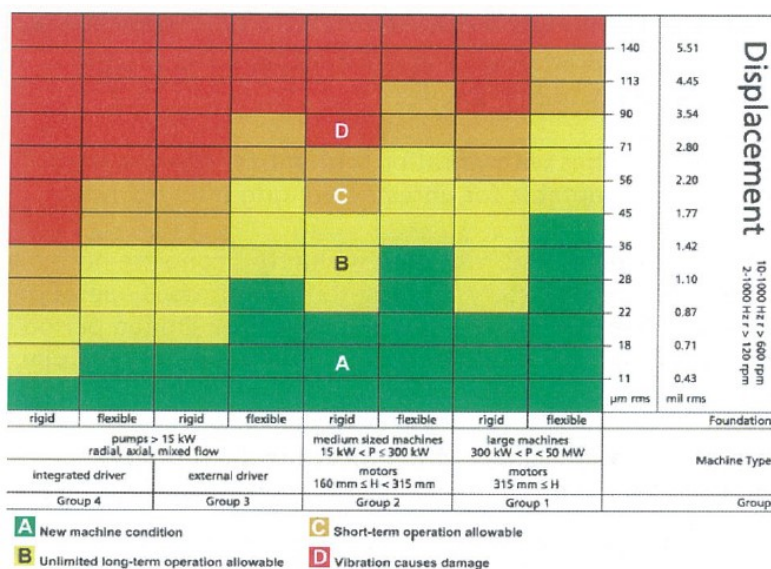 140 5.51
113 4.45
90 3.54
D
71 2.80
56 2.20
C
45 1.77
36 1.42
B
28 1.10
22 0.87
18 0.71
A
11 0.43
µm rms mil rms
Displacement
10-1000 Hz r > 600 rpm
2-1000 Hz r > 120 rpm
rigid flexible rigid flexible rigid flexible rigid flexible Foundation
pumps > 15 kW medium sized machines large machines
radial, axial, mixed flow 15 kW < P ≤ 300 kW 300 kW < P < 50 MW
Machine Type
integrated driver external driver motors motors
160 mm ≤ H < 315 mm 315 mm ≤ H
Group 4 Group 3 Group 2 Group 1 Group
A New machine condition C Short-term operation allowable
B Unlimited long-term operation allowable D Vibration causes damage